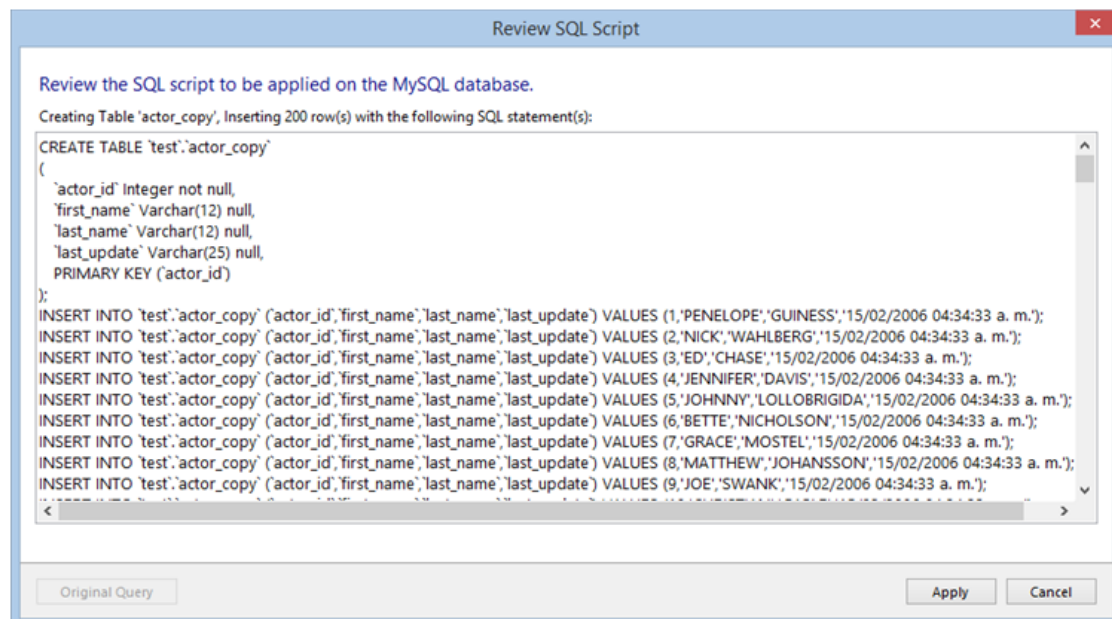 Review SQL Script
Review the SQL script to be applied on the MySQL database.
Creating Table 'actor_copy', Inserting 200 row(s) with the following SQL statement(s):
CREATE TABLE `test`.`actor_copy`
(
`actor_id` Integer not null,
`first_name` Varchar(12) null,
`last_name` Varchar(12) null,
`last_update` Varchar(25) null,
PRIMARY KEY (`actor_id`)
);
INSERT INTO `test`.`actor_copy` (`actor_id`,`first_name`,`last_name`,`last_update`) VALUES (1,'PENELOPE','GUINESS','15/02/2006 04:34:33 a. m.');
INSERT INTO `test`.`actor_copy` (`actor_id`,`first_name`,`last_name`,`last_update`) VALUES (2,'NICK','WAHLBERG','15/02/2006 04:34:33 a. m.');
INSERT INTO `test`.`actor_copy` (`actor_id`,`first_name`,`last_name`,`last_update`) VALUES (3,'ED','CHASE','15/02/2006 04:34:33 a. m.');
INSERT INTO `test`.`actor_copy` (`actor_id`,`first_name`,`last_name`,`last_update`) VALUES (4,'JENNIFER','DAVIS','15/02/2006 04:34:33 a. m.');
INSERT INTO `test`.`actor_copy` (`actor_id`,`first_name`,`last_name`,`last_update`) VALUES (5,'JOHNNY','LOLLOBRIGIDA','15/02/2006 04:34:33 a. m.');
INSERT INTO `test`.`actor_copy` (`actor_id`,`first_name`,`last_name`,`last_update`) VALUES (6,'BETTE','NICHOLSON','15/02/2006 04:34:33 a. m.');
INSERT INTO `test`.`actor_copy` (`actor_id`,`first_name`,`last_name`,`last_update`) VALUES (7,'GRACE','MOSTEL','15/02/2006 04:34:33 a. m.');
INSERT INTO `test`.`actor_copy` (`actor_id`,`first_name`,`last_name`,`last_update`) VALUES (8,'MATTHEW','JOHANSSON','15/02/2006 04:34:33 a. m.');
INSERT INTO `test`.`actor_copy` (`actor_id`,`first_name`,`last_name`,`last_update`) VALUES (9,'JOE','SWANK','15/02/2006 04:34:33 a. m.');
Original Query
Apply
Cancel